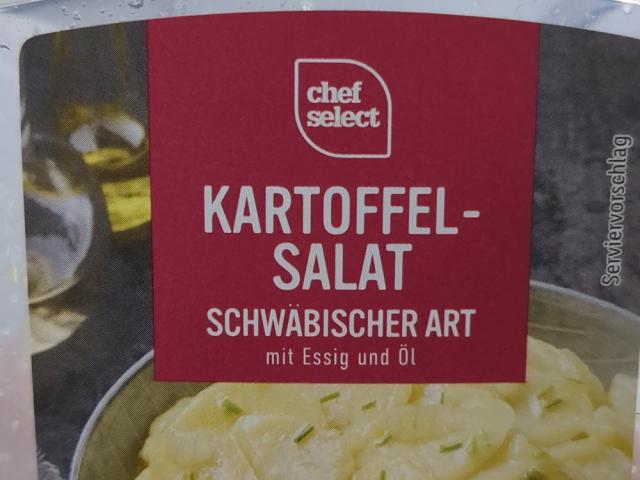 chef
select
KARTOFFEL-
SALAT
SCHWÄBISCHER ART
mit Essig und Öl
Serviervorschlag